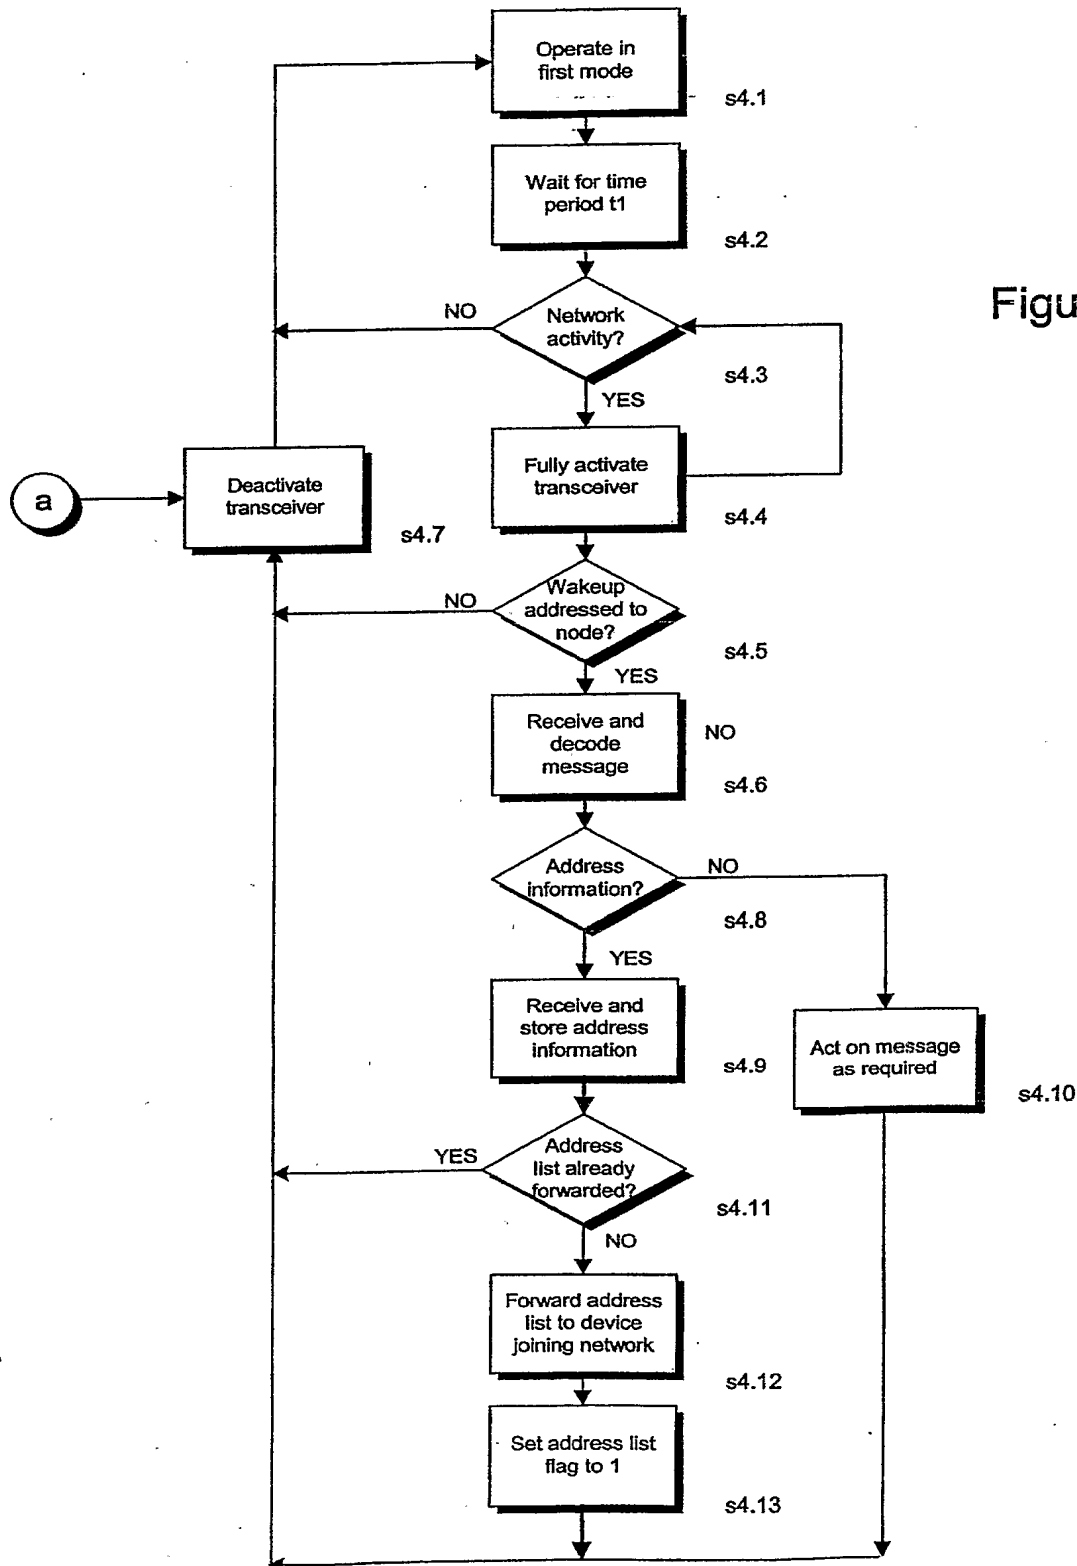 Operate in
first mode
s4.1
Wait for time
period t1
s4.2
Figu
NO
Network
activity?
s4.3
YES
a
Deactivate
transceiver
s4.7
Fully activate
transceiver
s4.4
NO
Wakeup
addressed to
node?
s4.5
YES
Receive and
decode
message
NO
s4.6
Address
information?
NO
s4.8
YES
Receive and
store address
information
s4.9
Act on message
as required
s4.10
YES
Address
list already
forwarded?
s4.11
NO
Forward address
list to device
joining network
s4.12
Set address list
flag to 1
s4.13